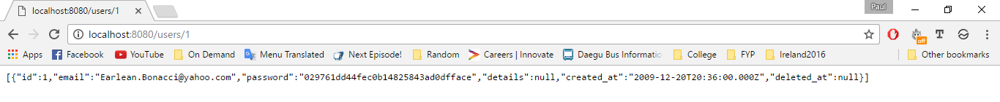 localhost:8080/users/1
Paul
localhost:8080/users/1
Apps Facebook YouTube On Demand Menu Translated Next Episode! Random Careers | Innovate Daegu Bus Informatio College FYP Ireland2016 Other bookmarks
off T
[{"id":1,"email":"Earlean.Bonacci@yahoo.com","password":"029761dd44fec0b14825843ad0dfface","details":null,"created_at":"2009-12-20T20:36:00.000Z","deleted_at":null}]